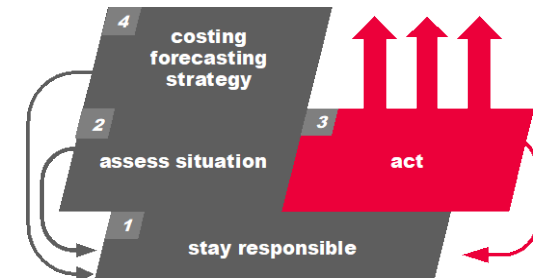 4
costing
forecasting
strategy
2
assess situation
3
act
1
stay responsible